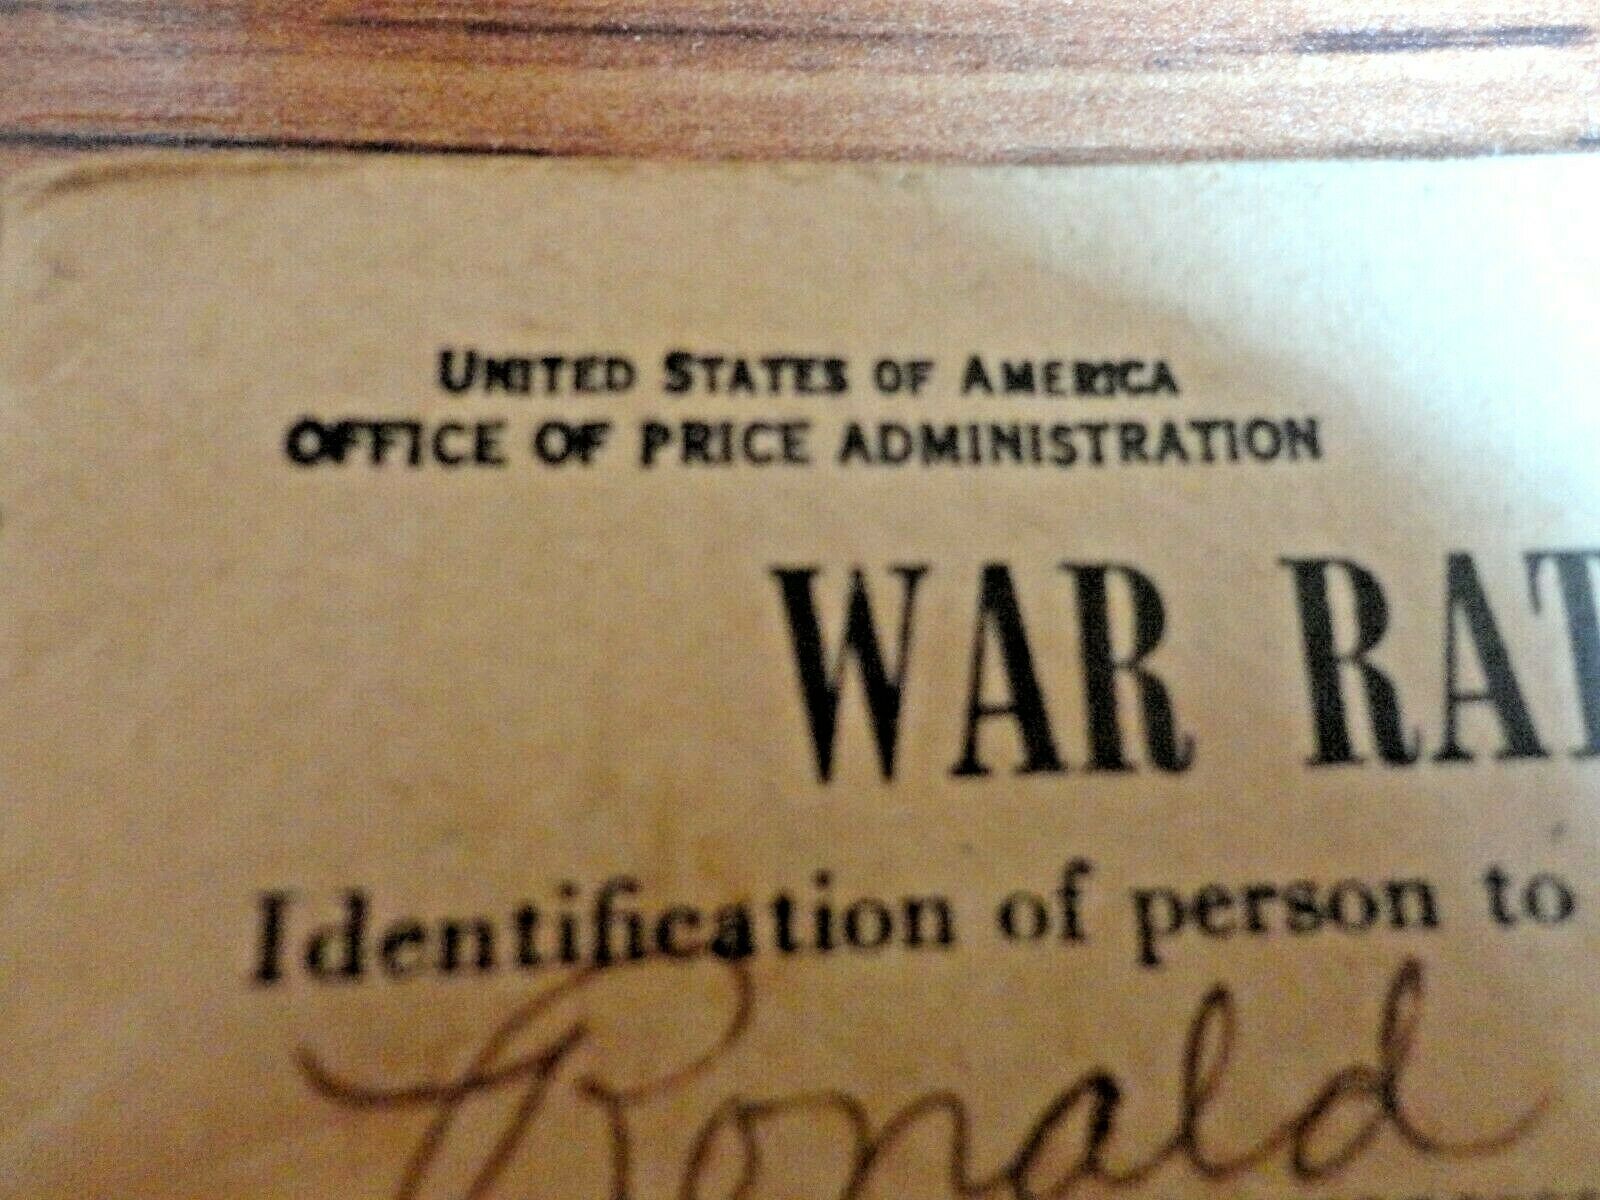 UNITED STATES OF AMERICA
OFFICE OF PRICE ADMINISTRATION
WAR RAT
Identification of person to
Ronald